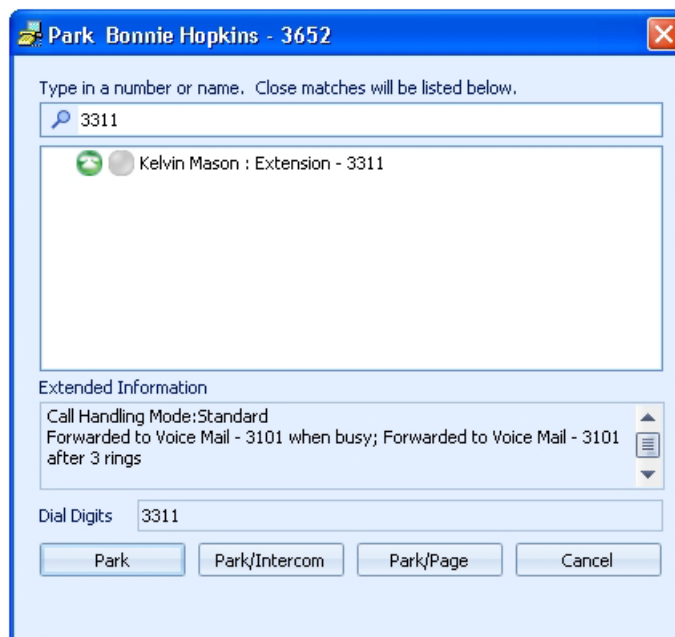 Park Bonnie Hopkins - 3652
Type in a number or name. Close matches will be listed below.
3311
Kelvin Mason : Extension - 3311
Extended Information
Call Handling Mode:Standard
Forwarded to Voice Mail - 3101 when busy; Forwarded to Voice Mail - 3101
after 3 rings
Dial Digits 3311
Park Park/Intercom Park/Page Cancel